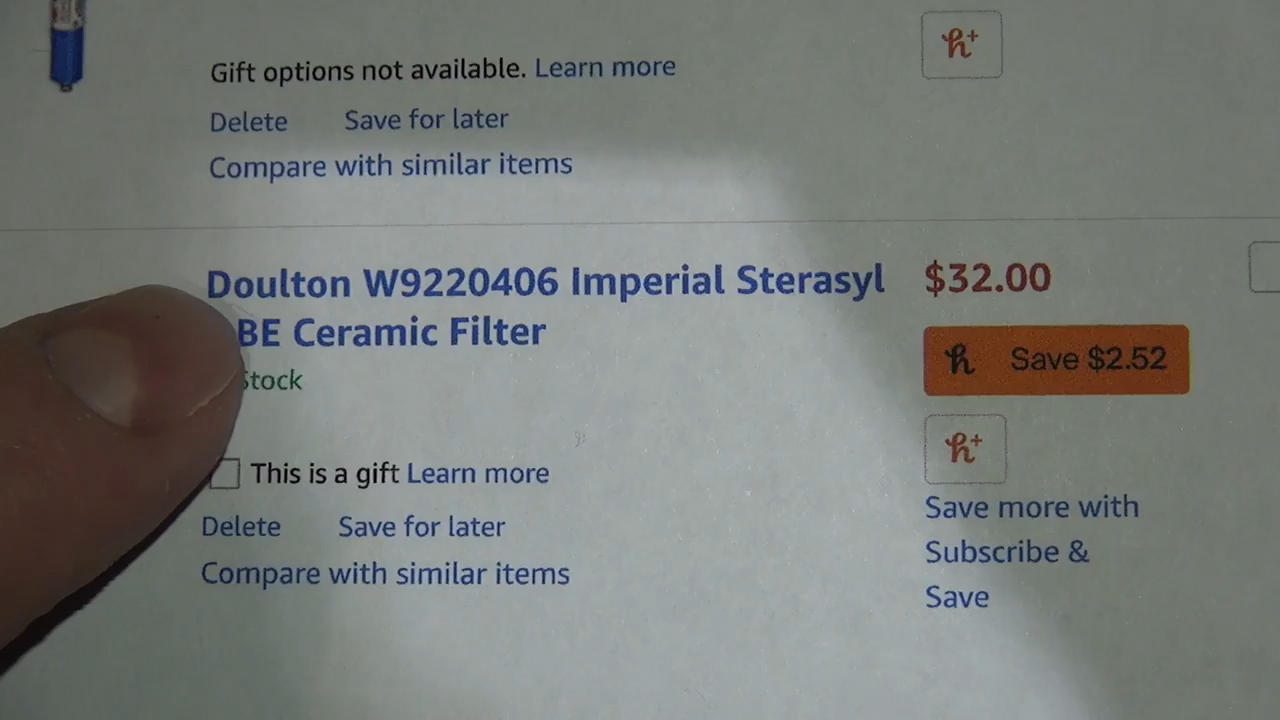 Gift options not available. Learn more
Delete Save for later
Compare with similar items
Doulton W9220406 Imperial Sterasyl $32.00
BE Ceramic Filter
Save $2.52
Stock
This is a gift Learn more
Delete Save for later
Compare with similar items
Save more with
Subscribe &
Save